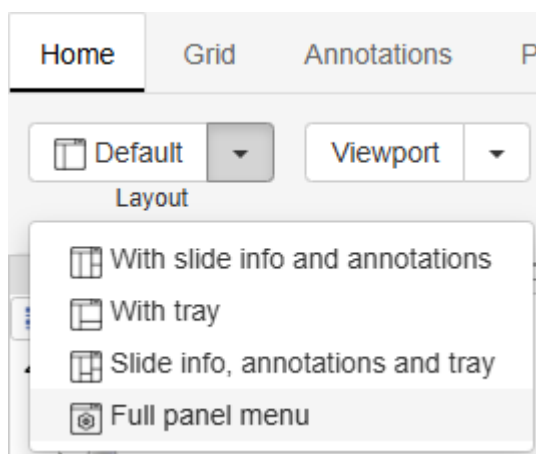 Home Grid Annotations P
Default Viewport
Layout
With slide info and annotations
With tray
Slide info, annotations and tray
Full panel menu